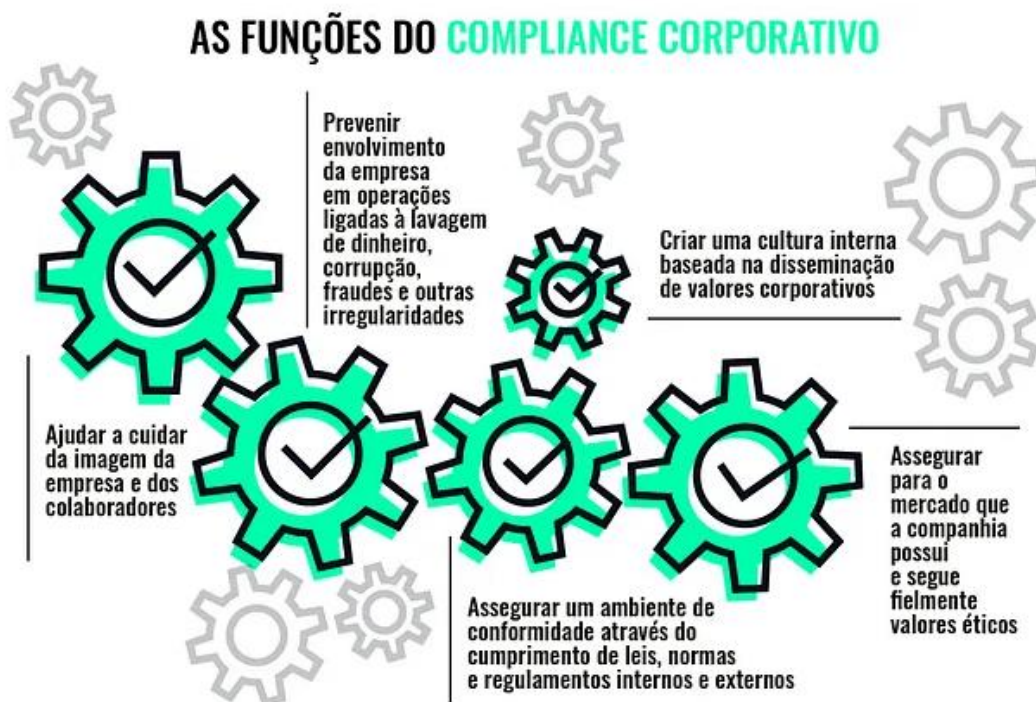 AS FUNÇÕES DO COMPLIANCE CORPORATIVO
Prevenir
envolvimento
da empresa
em operações
ligadas à lavagem
de dinheiro,
corrupção,
fraudes e outras
irregularidades
Criar uma cultura interna
baseada na disseminação
de valores corporativos
Ajudar a cuidar
da imagem da
empresa e dos
colaboradores
Assegurar
para o
mercado que
a companhia
possui
e segue
fielmente
valores éticos
Assegurar um ambiente de
conformidade através do
cumprimento de leis, normas
e regulamentos internos e externos